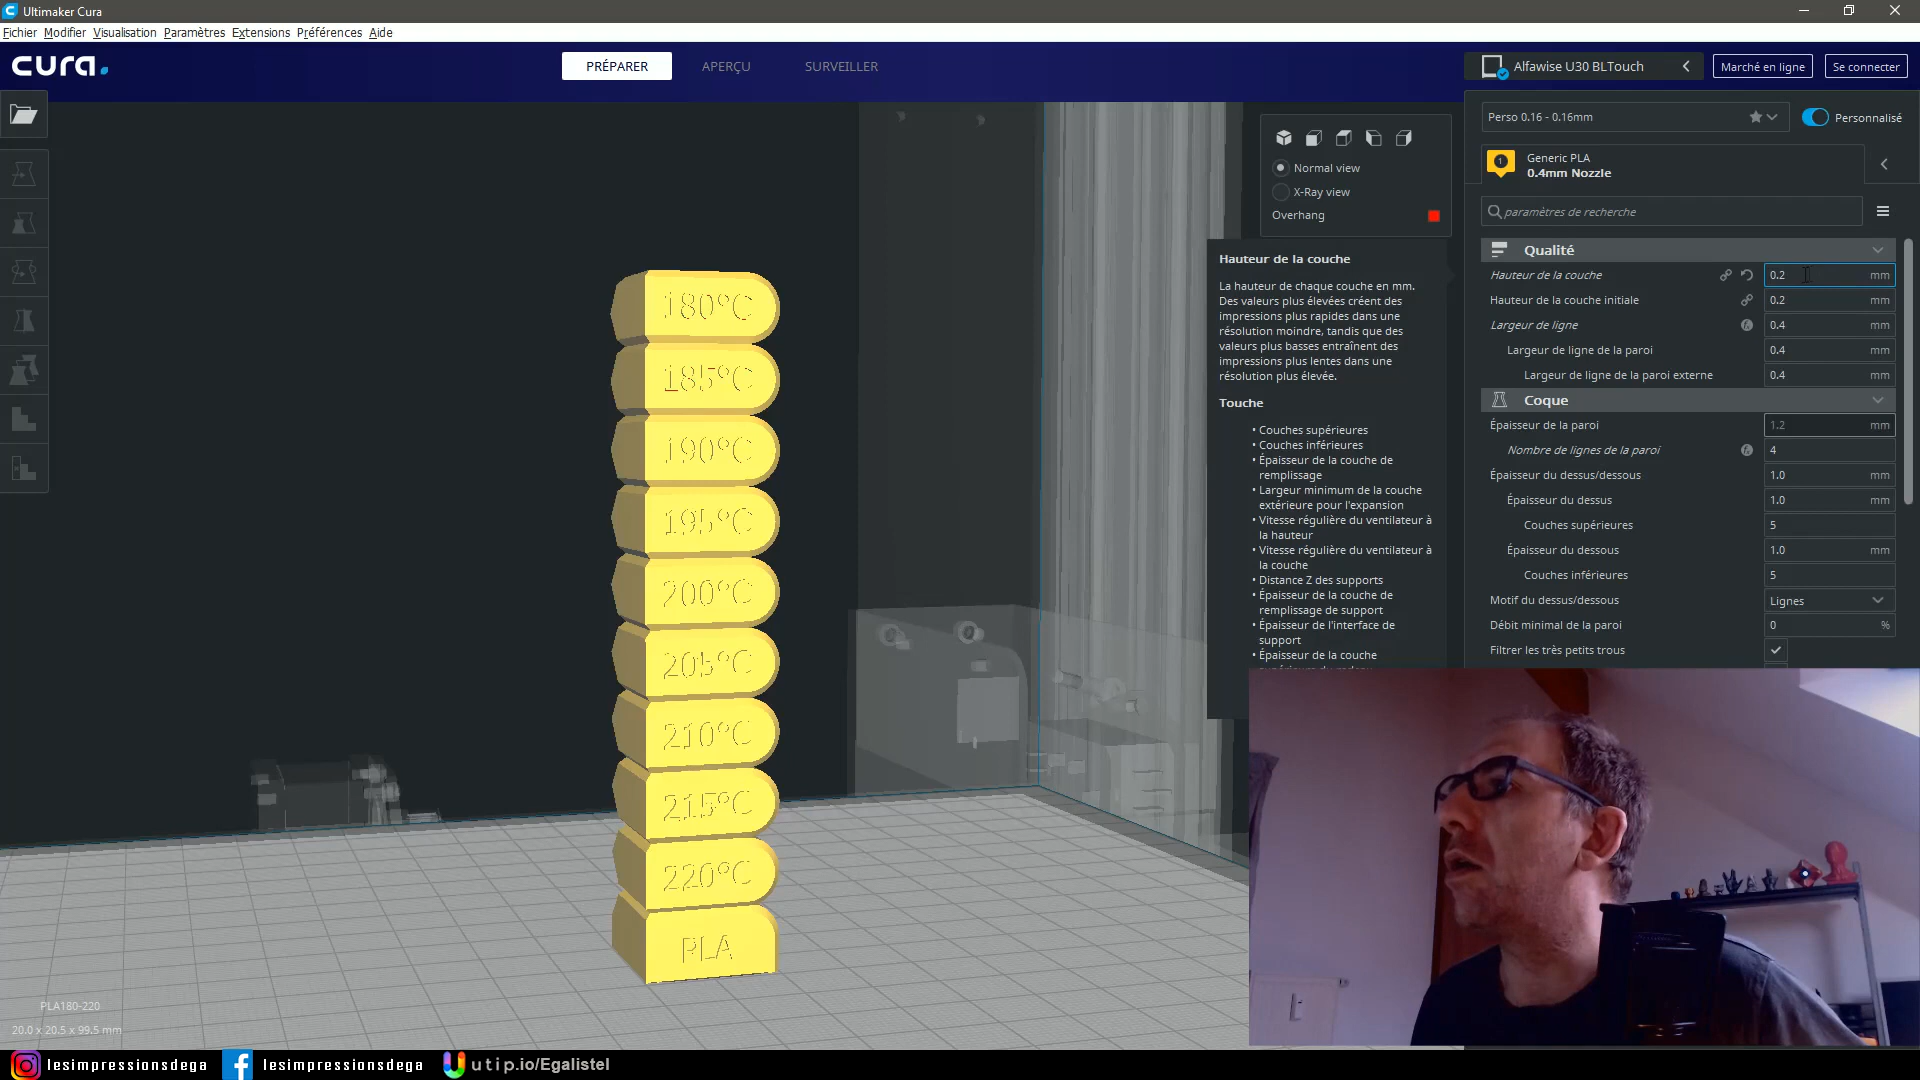 Ultimaker Cura
Fichier Modifier Visualisation Paramètres Extensions Préférences Aide
cura.
PRÉPARER
APERÇU
SURVEILLER
Alfawise U30 BLTouch
Marché en ligne
Se connecter
Perso 0.16 - 0.16mm
Personnalisé
1
Generic PLA
0.4mm Nozzle
paramètres de recherche
Normal view
X-Ray view
Overhang
Hauteur de la couche
La hauteur de chaque couche en mm.
Des valeurs plus élevées créent des
impressions plus rapides dans une
résolution moindre, tandis que des
valeurs plus basses entraînent des
impressions plus lentes dans une
résolution plus élevée.
Touche
• Couches supérieures
• Couches inférieures
• Épaisseur de la couche de
remplissage
• Largeur minimum de la couche
extérieure pour l'expansion
• Vitesse régulière du ventilateur à
la hauteur
• Vitesse régulière du ventilateur à
la couche
• Distance Z des supports
• Épaisseur de la couche de
remplissage de support
• Épaisseur de l'interface de
support
• Épaisseur de la couche
Qualité
Hauteur de la couche 0.2 mm
Hauteur de la couche initiale 0.2 mm
Largeur de ligne 0.4 mm
Largeur de ligne de la paroi 0.4 mm
Largeur de ligne de la paroi externe 0.4 mm
Coque
Épaisseur de la paroi 1.2 mm
Nombre de lignes de la paroi 4
Épaisseur du dessus/dessous 1.0 mm
Épaisseur du dessus 1.0 mm
Couches supérieures 5
Épaisseur du dessous 1.0 mm
Couches inférieures 5
Motif du dessus/dessous Lignes
Débit minimal de la paroi 0 %
Filtrer les très petits trous
180°C
185°C
190°C
195°C
200°C
205°C
210°C
215°C
220°C
PLA
PLA180-220
20.0 x 20.5 x 99.5 mm
lesimpressionsdega
lesimpressionsdega
utip.io/Egalistel